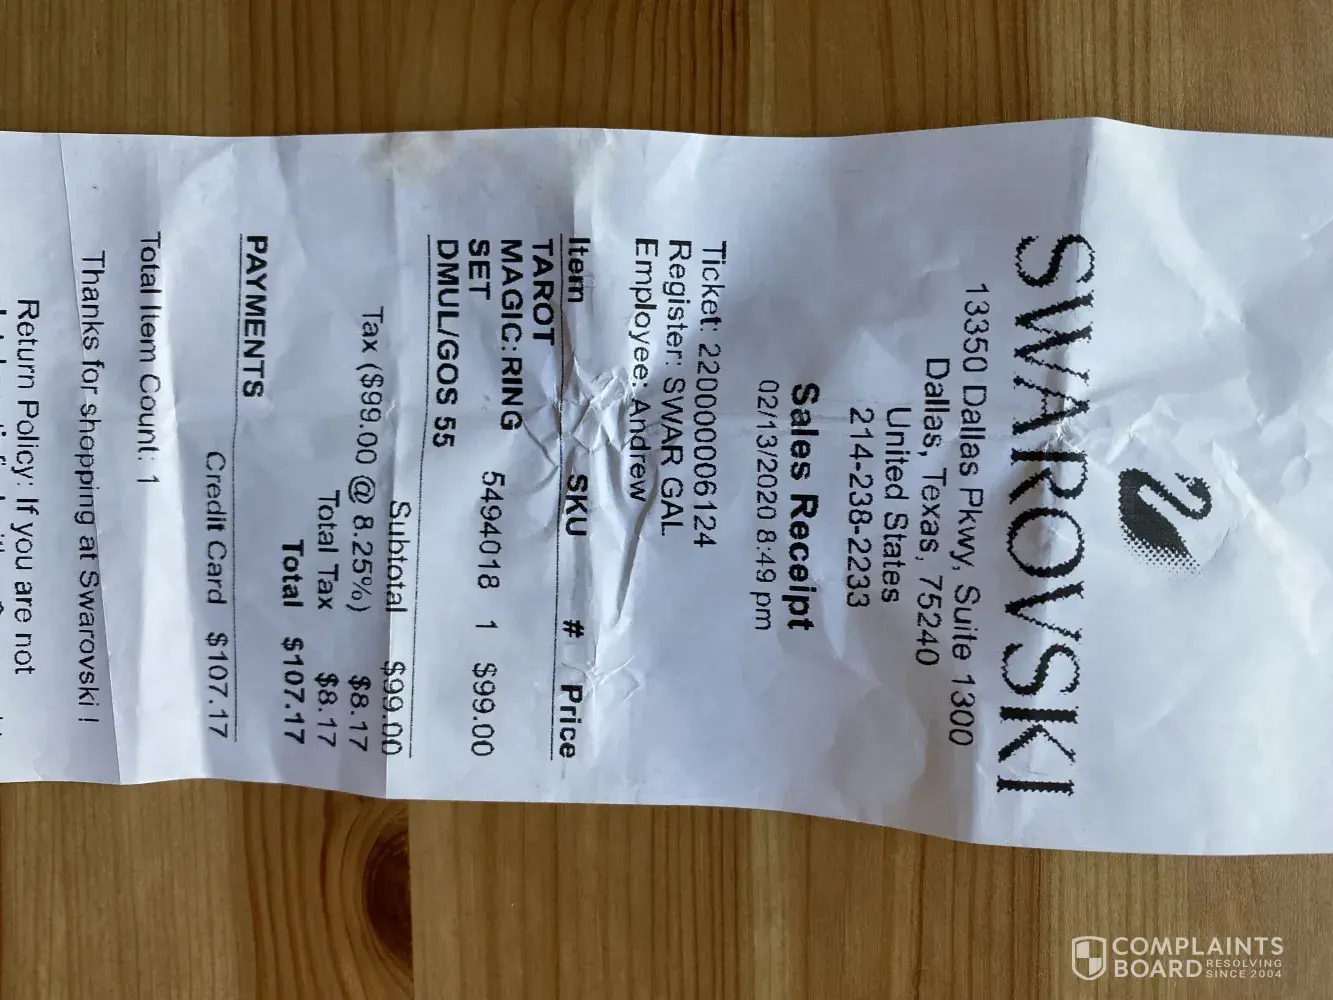 SWAROVSKI
13350 Dallas Pkwy, Suite 1300
Dallas, Texas, 75240
United States
214-238-2233
Sales Receipt
02/13/2020 8:49 pm
Ticket: 220000006124
Register: SWAR GAL
Employee: Andrew
Item SKU # Price
TAROT
MAGIC:RING
SET 5494018 1 $99.00
DMUL/GOS 55
Subtotal $99.00
Tax ($99.00 @ 8.25%) $8.17
Total Tax $8.17
Total $107.17
PAYMENTS
Credit Card $107.17
Total Item Count: 1
Thanks for shopping at Swarovski !
Return Policy: If you are not
COMPLAINTS
BOARD RESOLVING
SINCE 2004